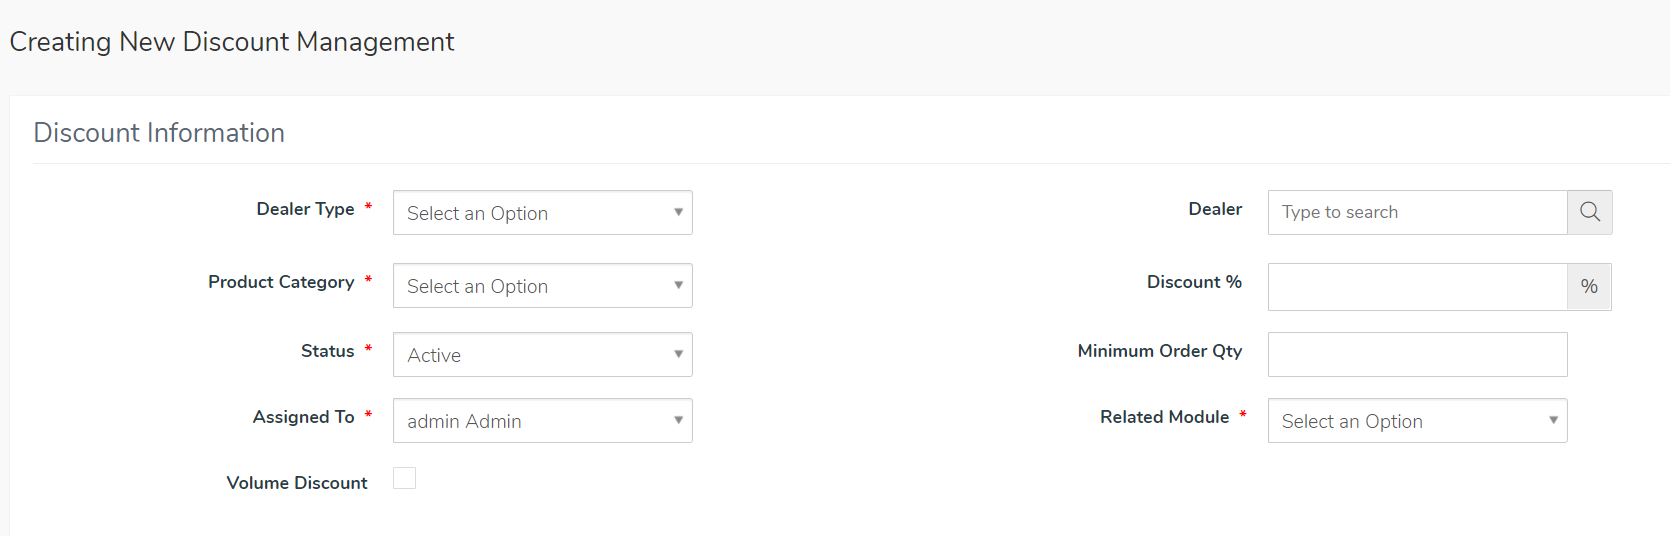 Creating New Discount Management
Discount Information
Dealer Type * Select an Option Dealer Type to search
Product Category * Select an Option Discount % %
Status * Active Minimum Order Qty
Assigned To * admin Admin Related Module * Select an Option
Volume Discount